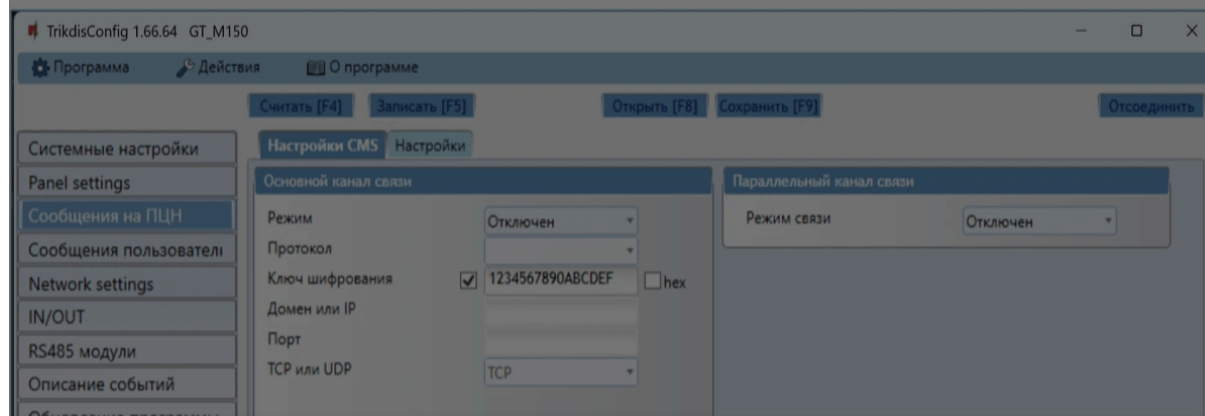 TrikdisConfig 1.66.64 GT_M150
Программа Действия О программе
Считать [F4] Записать [F5] Открыть [F8] Сохранить [F9] Отсоединить
Системные настройки
Panel settings
Сообщения на ПЦН
Сообщения пользователі
Network settings
IN/OUT
RS485 модули
Описание событий
Обновление программы
Настройки CMS Настройки
Основной канал связи
Режим Отключен
Протокол
Ключ шифрования 1234567890ABCDEF hex
Домен или IP
Порт
TCP или UDP TCP
Параллельный канал связи
Режим связи Отключен